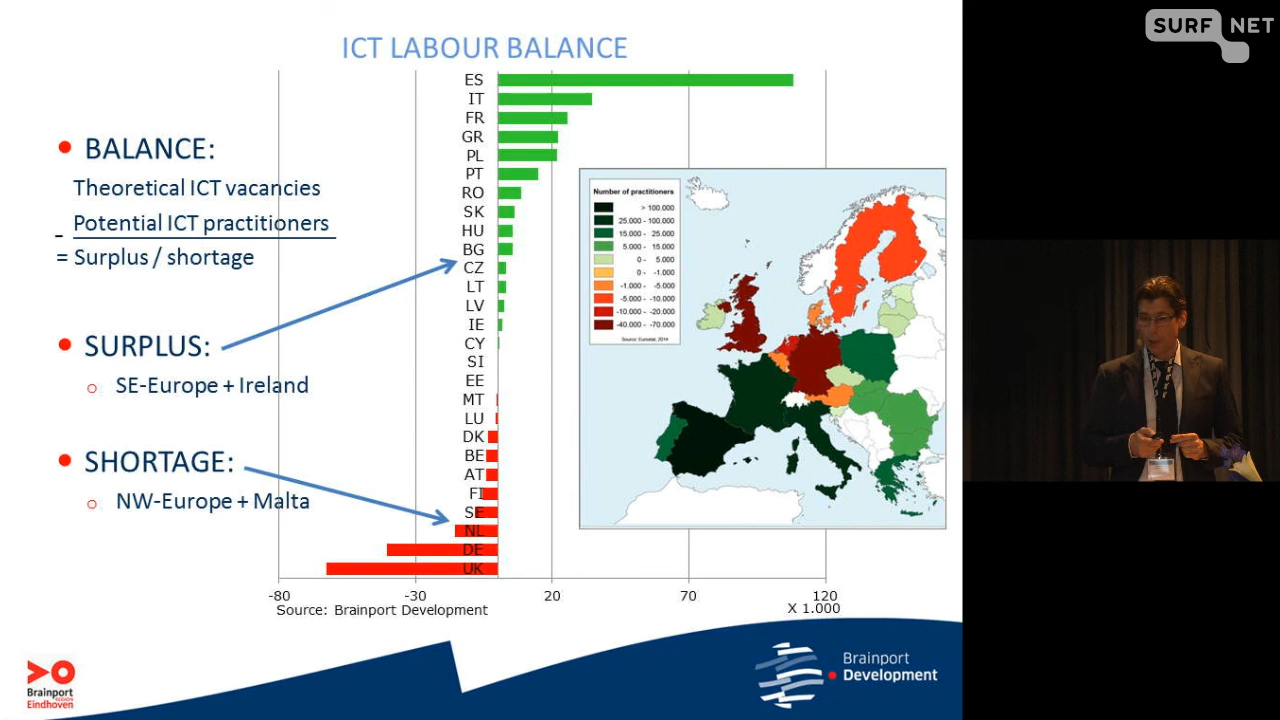 SURF NET
ICT LABOUR BALANCE
BALANCE:
Theoretical ICT vacancies
- Potential ICT practitioners
= Surplus / shortage
SURPLUS:
SE-Europe + Ireland
SHORTAGE:
NW-Europe + Malta
ES
IT
FR
GR
PL
PT
RO
SK
HU
BG
CZ
LT
LV
IE
CY
SI
EE
MT
LU
DK
BE
AT
FI
SE
NL
DE
UK
-80 -30 20 70 120
X 1.000
Source: Brainport Development
Number of practitioners
> 100.000
25.000 - 100.000
15.000 - 25.000
5.000 - 15.000
0 - 5.000
0 - -1.000
-1.000 - -5.000
-5.000 - -10.000
-10.000 - -20.000
-40.000 - -70.000
Source: Eurostat, 2014
Brainport
REGION
Eindhoven
Brainport
Development